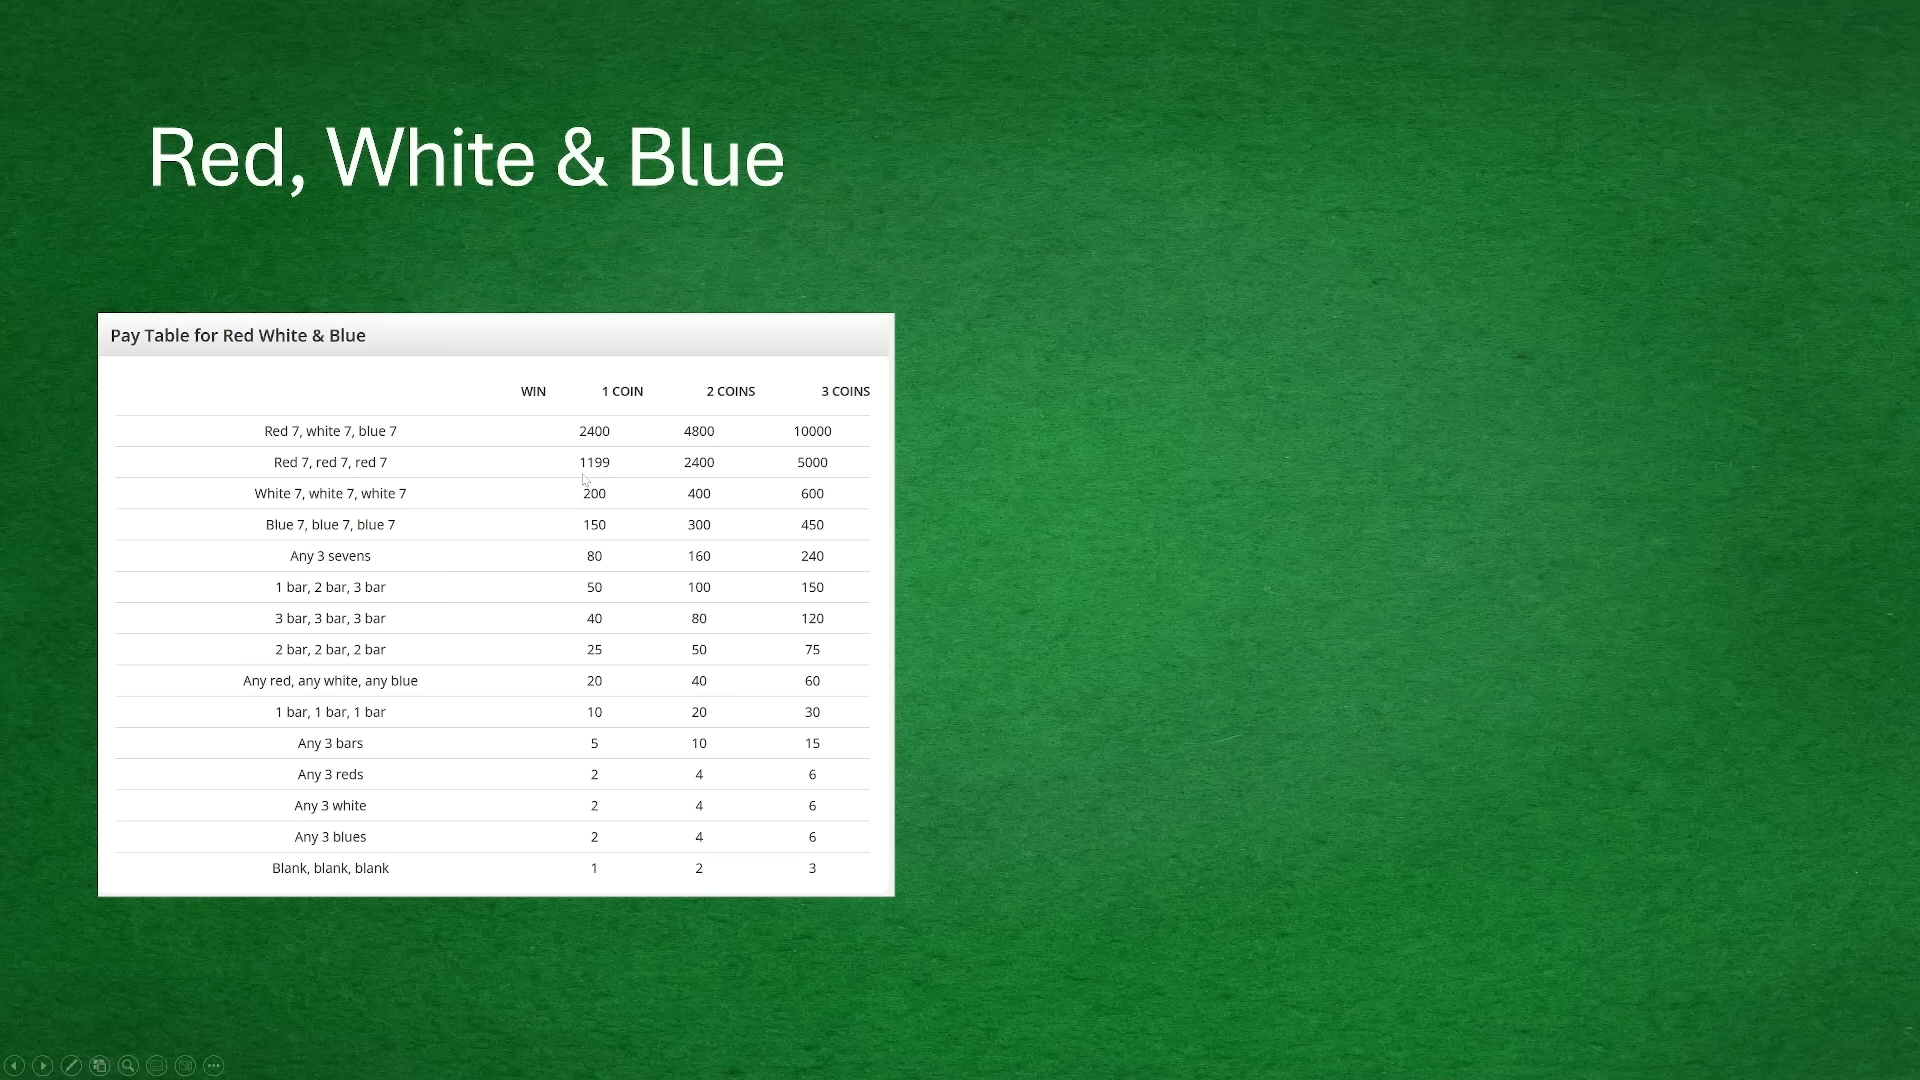 Red, White & Blue
Pay Table for Red White & Blue
WIN 1 COIN 2 COINS 3 COINS
Red 7, white 7, blue 7 2400 4800 10000
Red 7, red 7, red 7 1199 2400 5000
White 7, white 7, white 7 200 400 600
Blue 7, blue 7, blue 7 150 300 450
Any 3 sevens 80 160 240
1 bar, 2 bar, 3 bar 50 100 150
3 bar, 3 bar, 3 bar 40 80 120
2 bar, 2 bar, 2 bar 25 50 75
Any red, any white, any blue 20 40 60
1 bar, 1 bar, 1 bar 10 20 30
Any 3 bars 5 10 15
Any 3 reds 2 4 6
Any 3 white 2 4 6
Any 3 blues 2 4 6
Blank, blank, blank 1 2 3